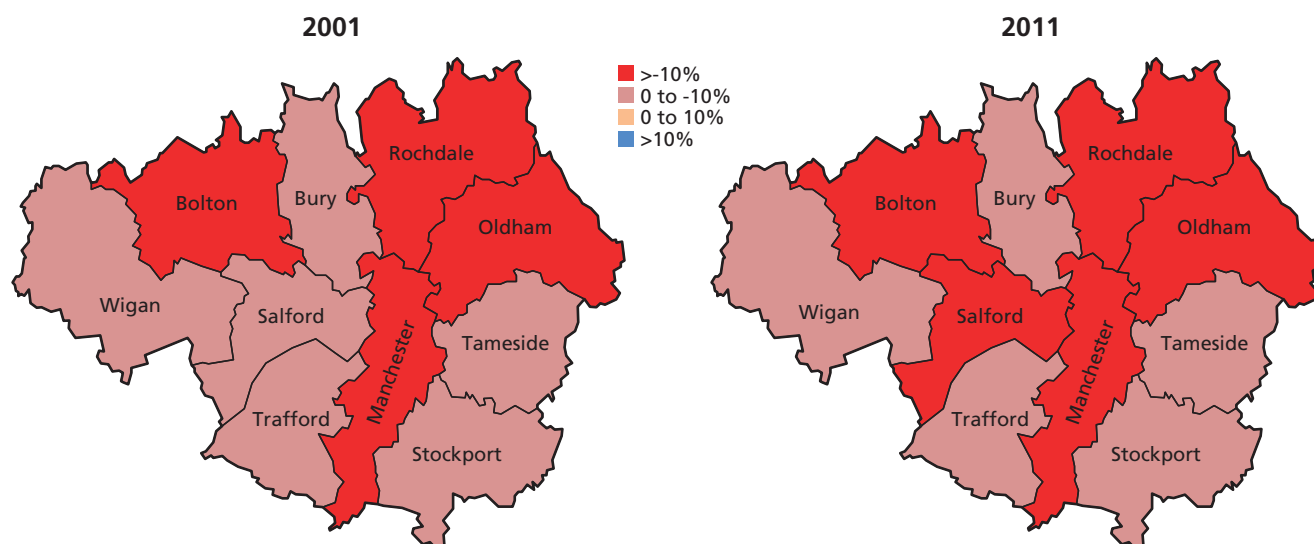 2001
2011
>-10%
0 to -10%
0 to 10%
>10%
Rochdale
Bolton
Bury
Oldham
Wigan
Salford
Manchester
Tameside
Trafford
Stockport
Rochdale
Bolton
Bury
Oldham
Wigan
Salford
Manchester
Tameside
Trafford
Stockport